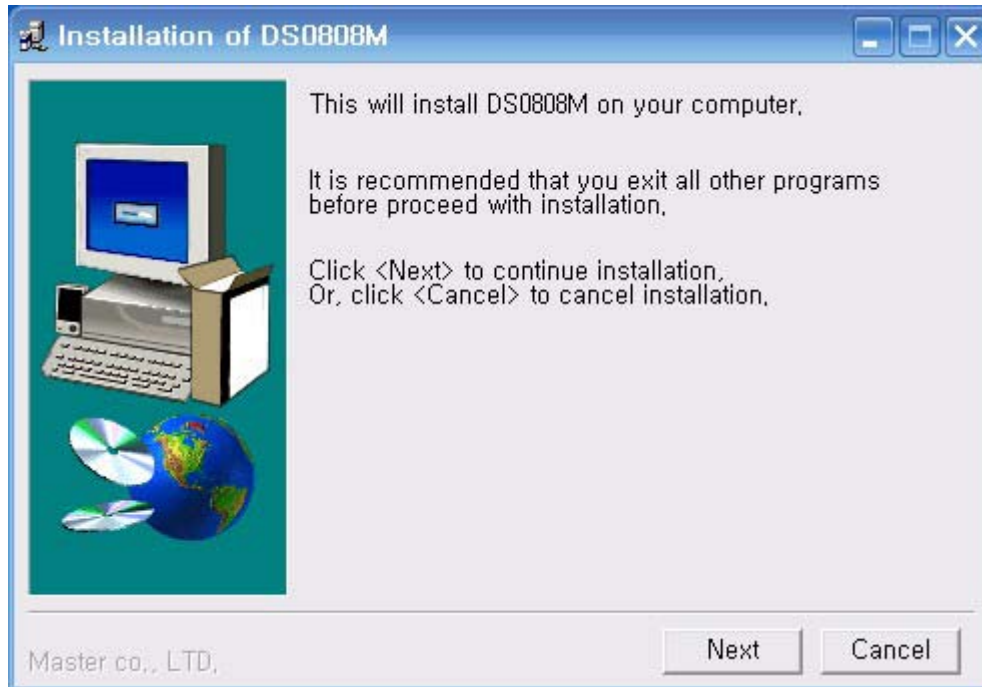 Installation of DS0808M
This will install DS0808M on your computer,
It is recommended that you exit all other programs
before proceed with installation,
Click <Next> to continue installation,
Or, click <Cancel> to cancel installation,
Master co,, LTD,
Next
Cancel